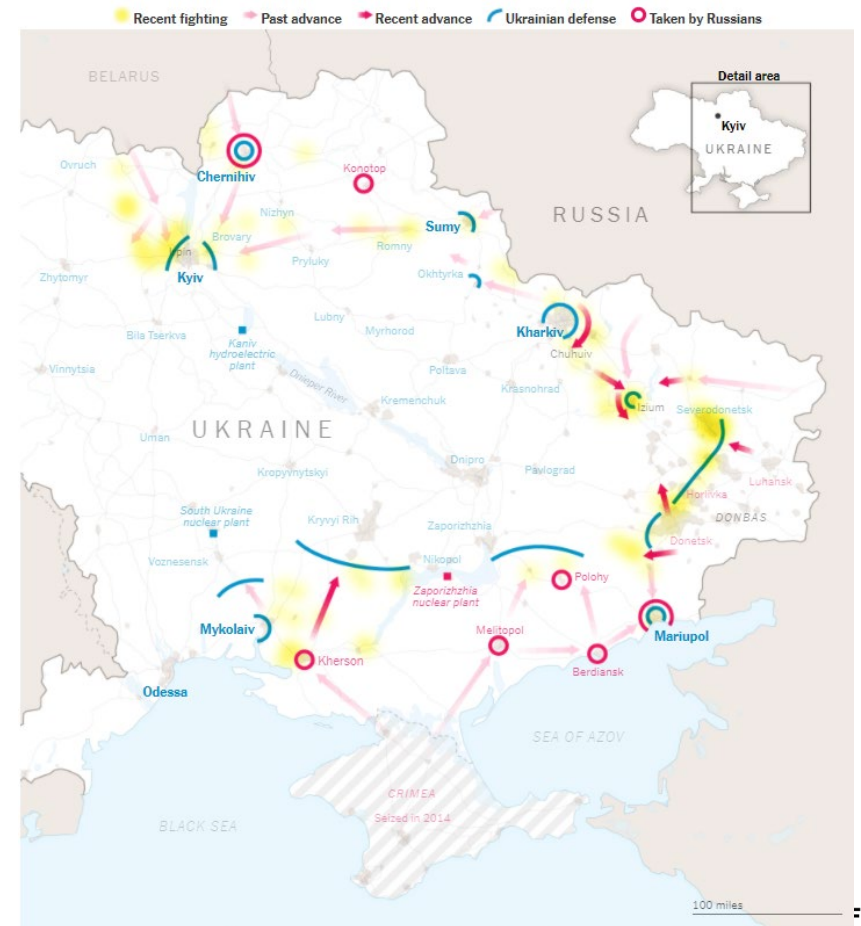 Recent fighting
Past advance
Recent advance
Ukrainian defense
Taken by Russians
BELARUS
Detail area
Kyiv
UKRAINE
Ovruch
Chernihiv
Konotop
RUSSIA
Nizhyn
Sumy
Brovary
Romny
Irpin
Pryluky
Kyiv
Zhytomyr
Okhtyrka
Lubny
Kharkiv
Bila Tserkva
Myrhorod
Kaniv
hydroelectric
plant
Chuhuiv
Vinnytsia
Poltava
Dnieper River
Krasnohrad
Kremenchuk
Izium
Severodonetsk
UKRAINE
Uman
Dnipro
Pavlograd
Kropyvnytskyi
Luhansk
Horlivka
South Ukraine
nuclear plant
Kryvyi Rih
Zaporizhzhia
DONBAS
Donetsk
Voznesensk
Nikopol
Polohy
Zaporizhzhia
nuclear plant
Mykolaiv
Melitopol
Mariupol
Kherson
Berdiansk
Odessa
SEA OF AZOV
CRIMEA
Seized in 2014
BLACK SEA
100 miles